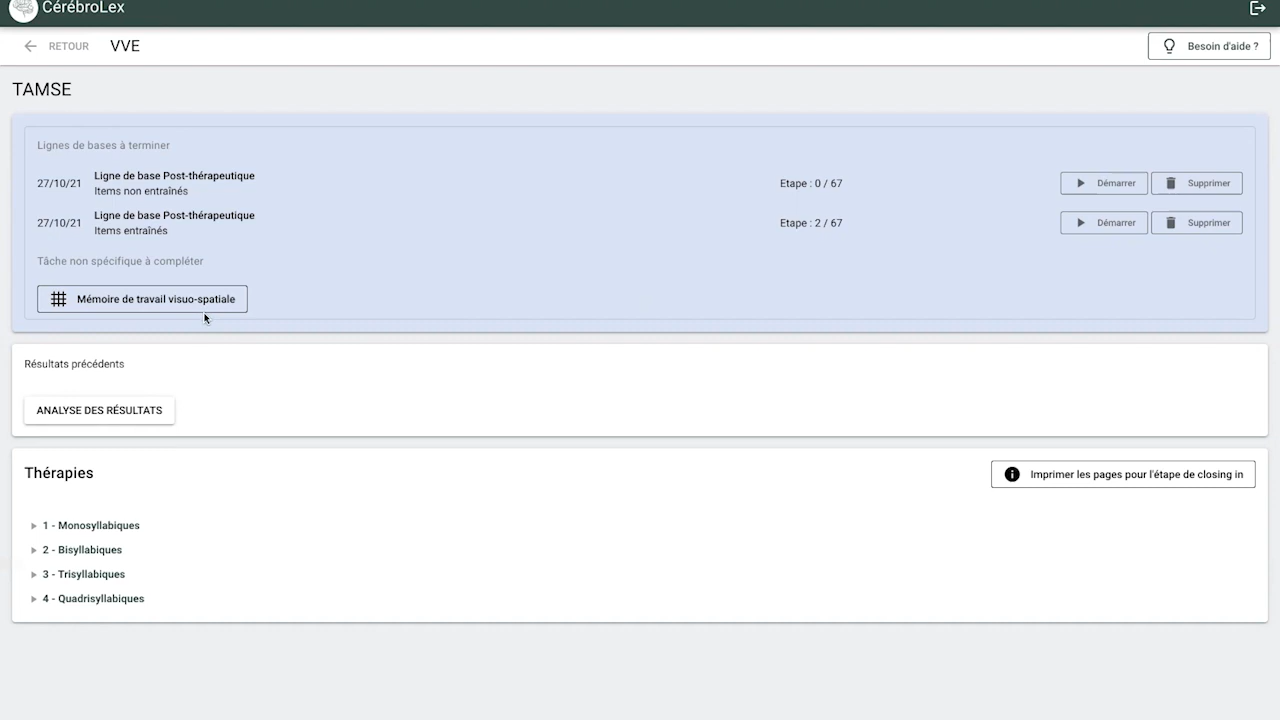 CérébroLex
RETOUR VVE
Besoin d'aide ?
TAMSE
Lignes de bases à terminer
27/10/21 Ligne de base Post-thérapeutique Etape : 0 / 67 Démarrer Supprimer
Items non entraînés
27/10/21 Ligne de base Post-thérapeutique Etape : 2 / 67 Démarrer Supprimer
Items entraînés
Tâche non spécifique à compléter
Mémoire de travail visuo-spatiale
Résultats précédents
ANALYSE DES RÉSULTATS
Thérapies
Imprimer les pages pour l'étape de closing in
1 - Monosyllabiques
2 - Bisyllabiques
3 - Trisyllabiques
4 - Quadrisyllabiques